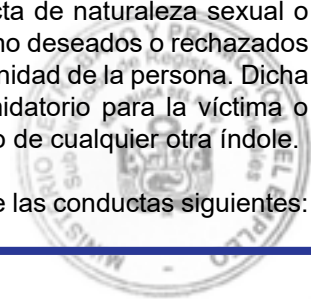 cta de naturaleza sexual o
no deseados o rechazados
nidad de la persona. Dicha
nidatorio para la víctima o
o de cualquier otra índole.
e las conductas siguientes: